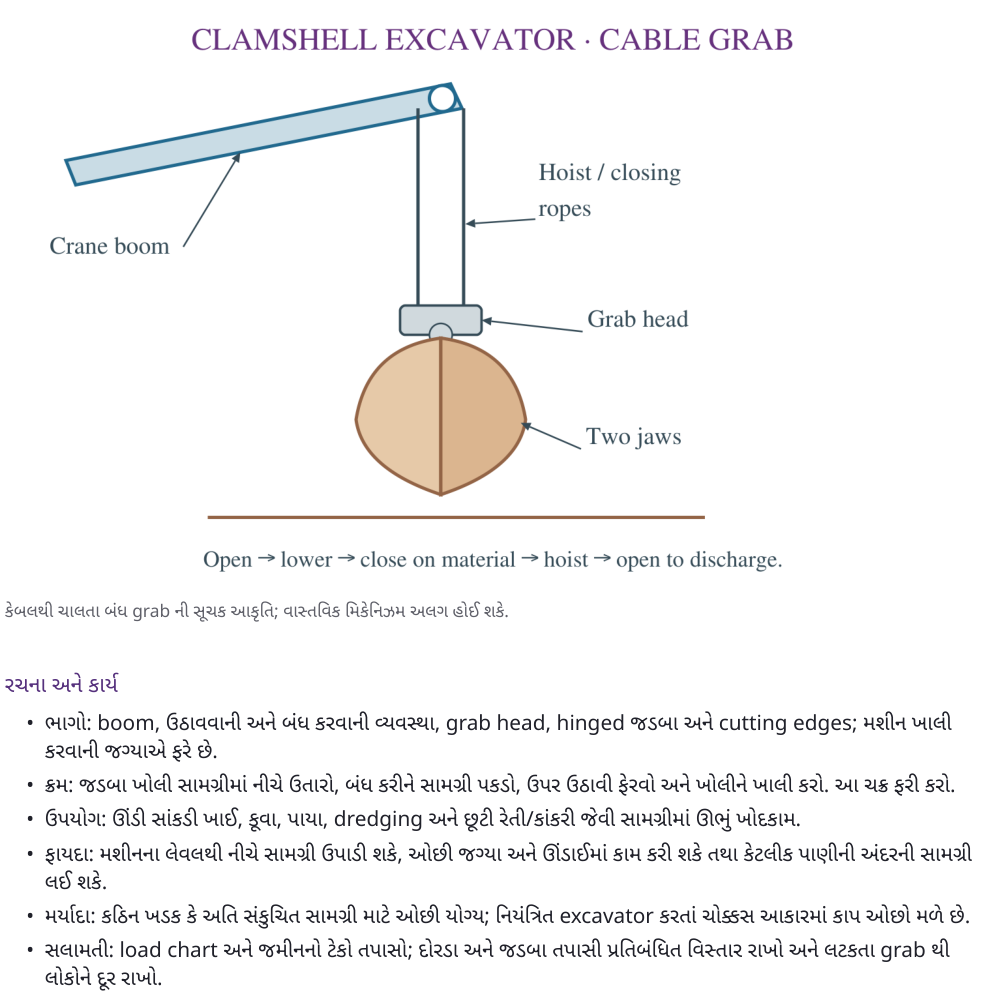 CLAMSHELL EXCAVATOR · CABLE GRAB
Hoist / closing
ropes
Crane boom
Grab head
Two jaws
Open → lower → close on material → hoist → open to discharge.
કેબલથી ચાલતા બંધ grab ની સૂચક આકૃતિ; વાસ્તવિક મિકેનિઝમ અલગ હોઈ શકે.
રચના અને કાર્ય
• ભાગો: boom, ઉઠાવવાની અને બંધ કરવાની વ્યવસ્થા, grab head, hinged જડબા અને cutting edges; મશીન ખાલી
કરવાની જગ્યાએ ફરે છે.
• ક્રમ: જડબા ખોલી સામગ્રીમાં નીચે ઉતારો, બંધ કરીને સામગ્રી પકડો, ઉપર ઉઠાવી ફેરવો અને ખોલીને ખાલી કરો. આ ચક્ર ફરી કરો.
• ઉપયોગ: ઊંડી સાંકડી ખાઈ, કૂવા, પાયા, dredging અને છૂટી રેતી/કાંકરી જેવી સામગ્રીમાં ઊભું ખોદકામ.
• ફાયદા: મશીનના લેવલથી નીચે સામગ્રી ઉપાડી શકે, ઓછી જગ્યા અને ઊંડાઈમાં કામ કરી શકે તથા કેટલીક પાણીની અંદરની સામગ્રી
લઈ શકે.
• મર્યાદા: કઠિન ખડક કે અતિ સંકુચિત સામગ્રી માટે ઓછી યોગ્ય; નિયંત્રિત excavator કરતાં ચોક્કસ આકારમાં કાપ ઓછો મળે છે.
• સલામતી: load chart અને જમીનનો ટેકો તપાસો; દોરડા અને જડબા તપાસી પ્રતિબંધિત વિસ્તાર રાખો અને લટકતા grab થી
લોકોને દૂર રાખો.